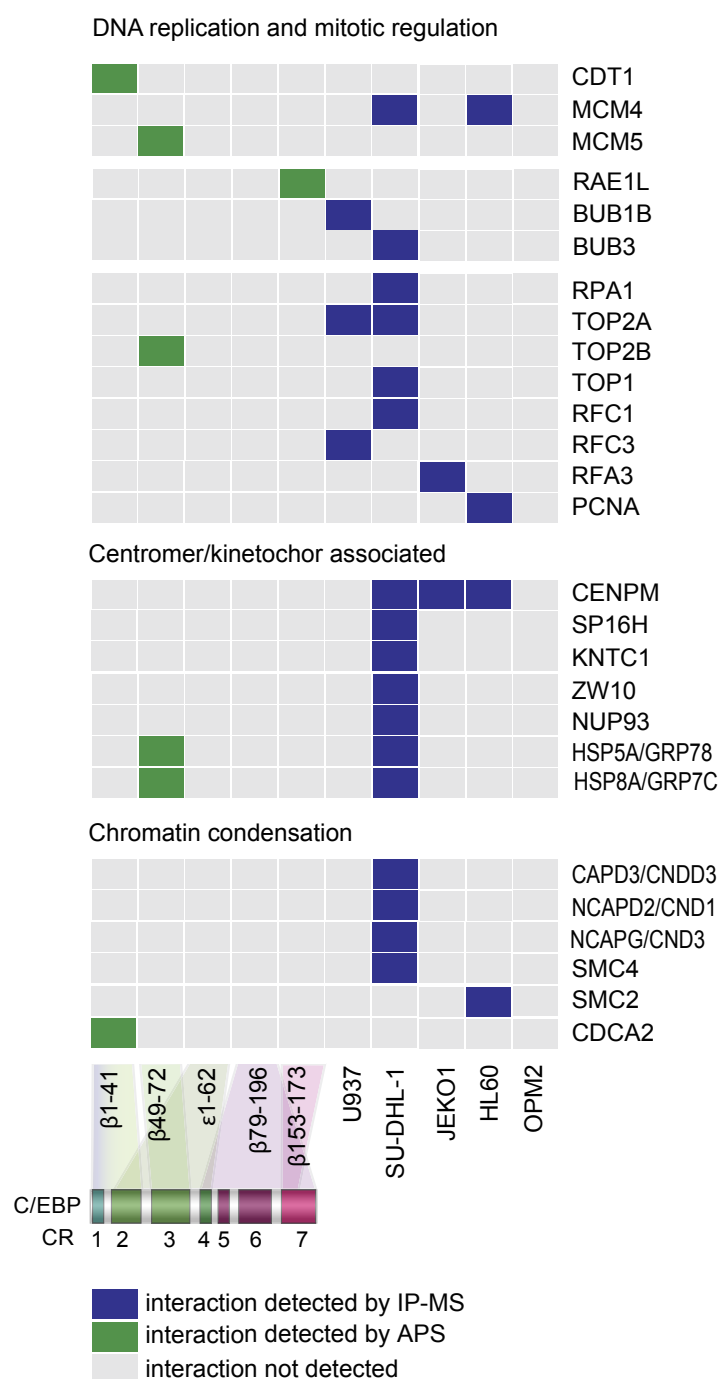 DNA replication and mitotic regulation
CDT1
MCM4
MCM5
RAE1L
BUB1B
BUB3
RPA1
TOP2A
TOP2B
TOP1
RFC1
RFC3
RFA3
PCNA
Centromer/kinetochor associated
CENPM
SP16H
KNTC1
ZW10
NUP93
HSP5A/GRP78
HSP8A/GRP7C
Chromatin condensation
CAPD3/CNDD3
NCAPD2/CND1
NCAPG/CND3
SMC4
SMC2
CDCA2
β1-41
β49-72
ε1-62
β79-196
β153-173
U937
SU-DHL-1
JEKO1
HL60
OPM2
C/EBP
CR 1 2 3 4 5 6 7
interaction detected by IP-MS
interaction detected by APS
interaction not detected